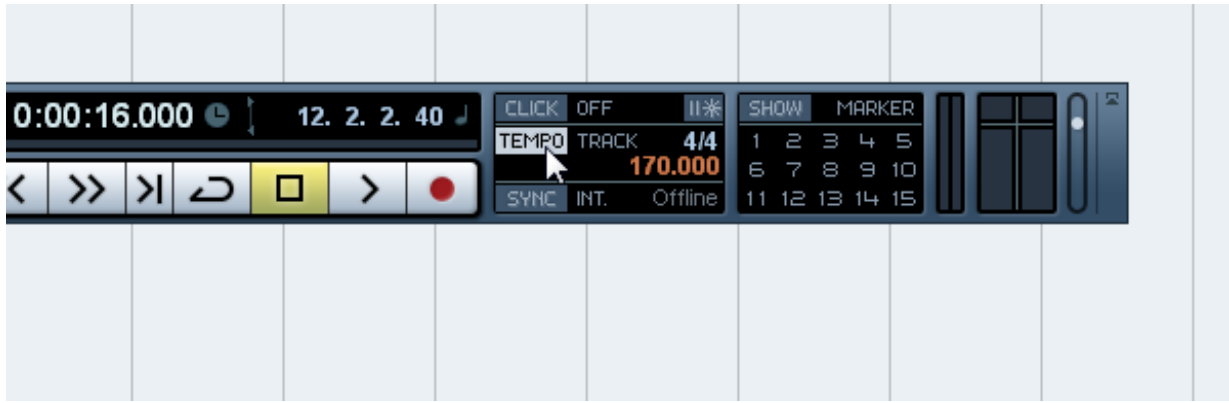 0:00:16.000 12. 2. 2. 40
CLICK OFF
TEMPO TRACK 4/4
170.000
SYNC INT. Offline
SHOW MARKER
1 2 3 4 5
6 7 8 9 10
11 12 13 14 15